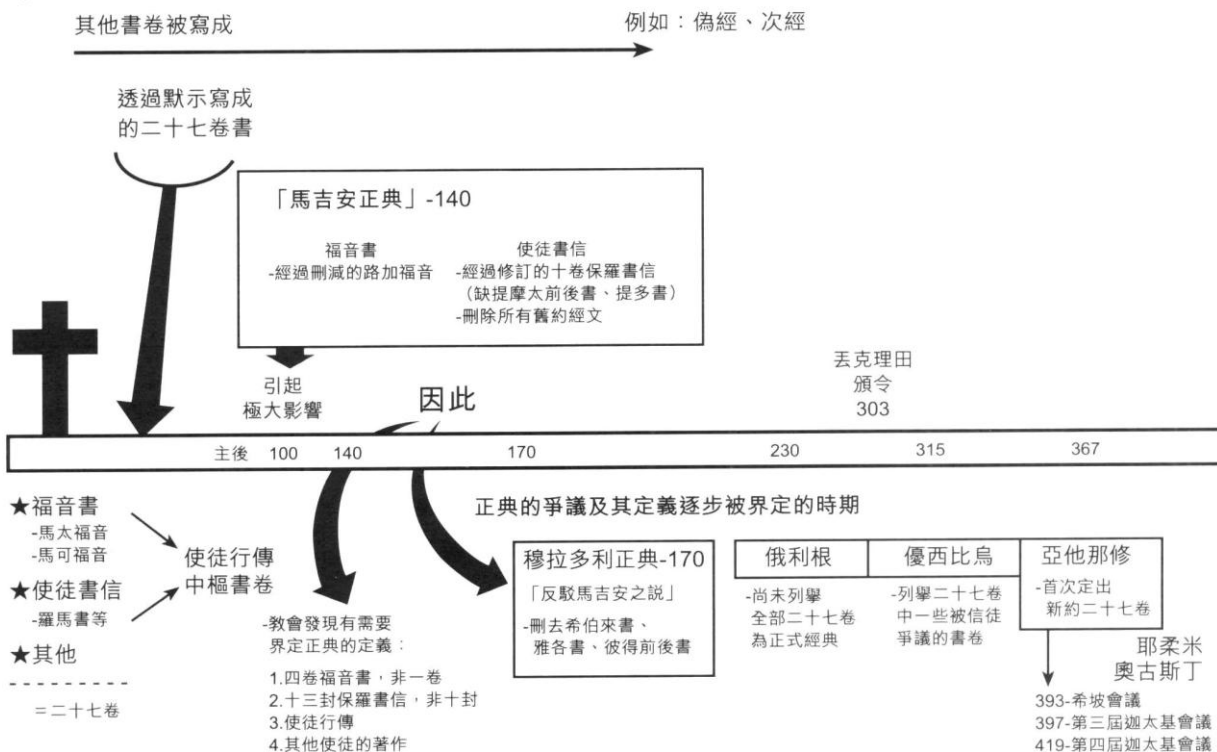 其他書卷被寫成
例如：偽經、次經
透過默示寫成
的二十七卷書
「馬吉安正典」-140
福音書
-經過刪減的路加福音
使徒書信
-經過修訂的十卷保羅書信
（缺提摩太前後書、提多書）
-刪除所有舊約經文
引起
極大影響
因此
丟克理田
頒令
303
主後 100 140 170 230 315 367
★福音書
-馬太福音
-馬可福音
★使徒書信
-羅馬書等
★其他
---------
＝二十七卷
使徒行傳
中樞書卷
正典的爭議及其定義逐步被界定的時期
-教會發現有需要
界定正典的定義：
1.四卷福音書，非一卷
2.十三封保羅書信，非十封
3.使徒行傳
4.其他使徒的著作
穆拉多利正典-170
「反駁馬吉安之説」
-刪去希伯來書、
雅各書、彼得前後書
俄利根
-尚未列舉
全部二十七卷
為正式經典
優西比烏
-列舉二十七卷
中一些被信徒
爭議的書卷
亞他那修
-首次定出
新約二十七卷
耶柔米
奧古斯丁
393-希坡會議
397-第三屆迦太基會議
419-第四屆迦太基會議